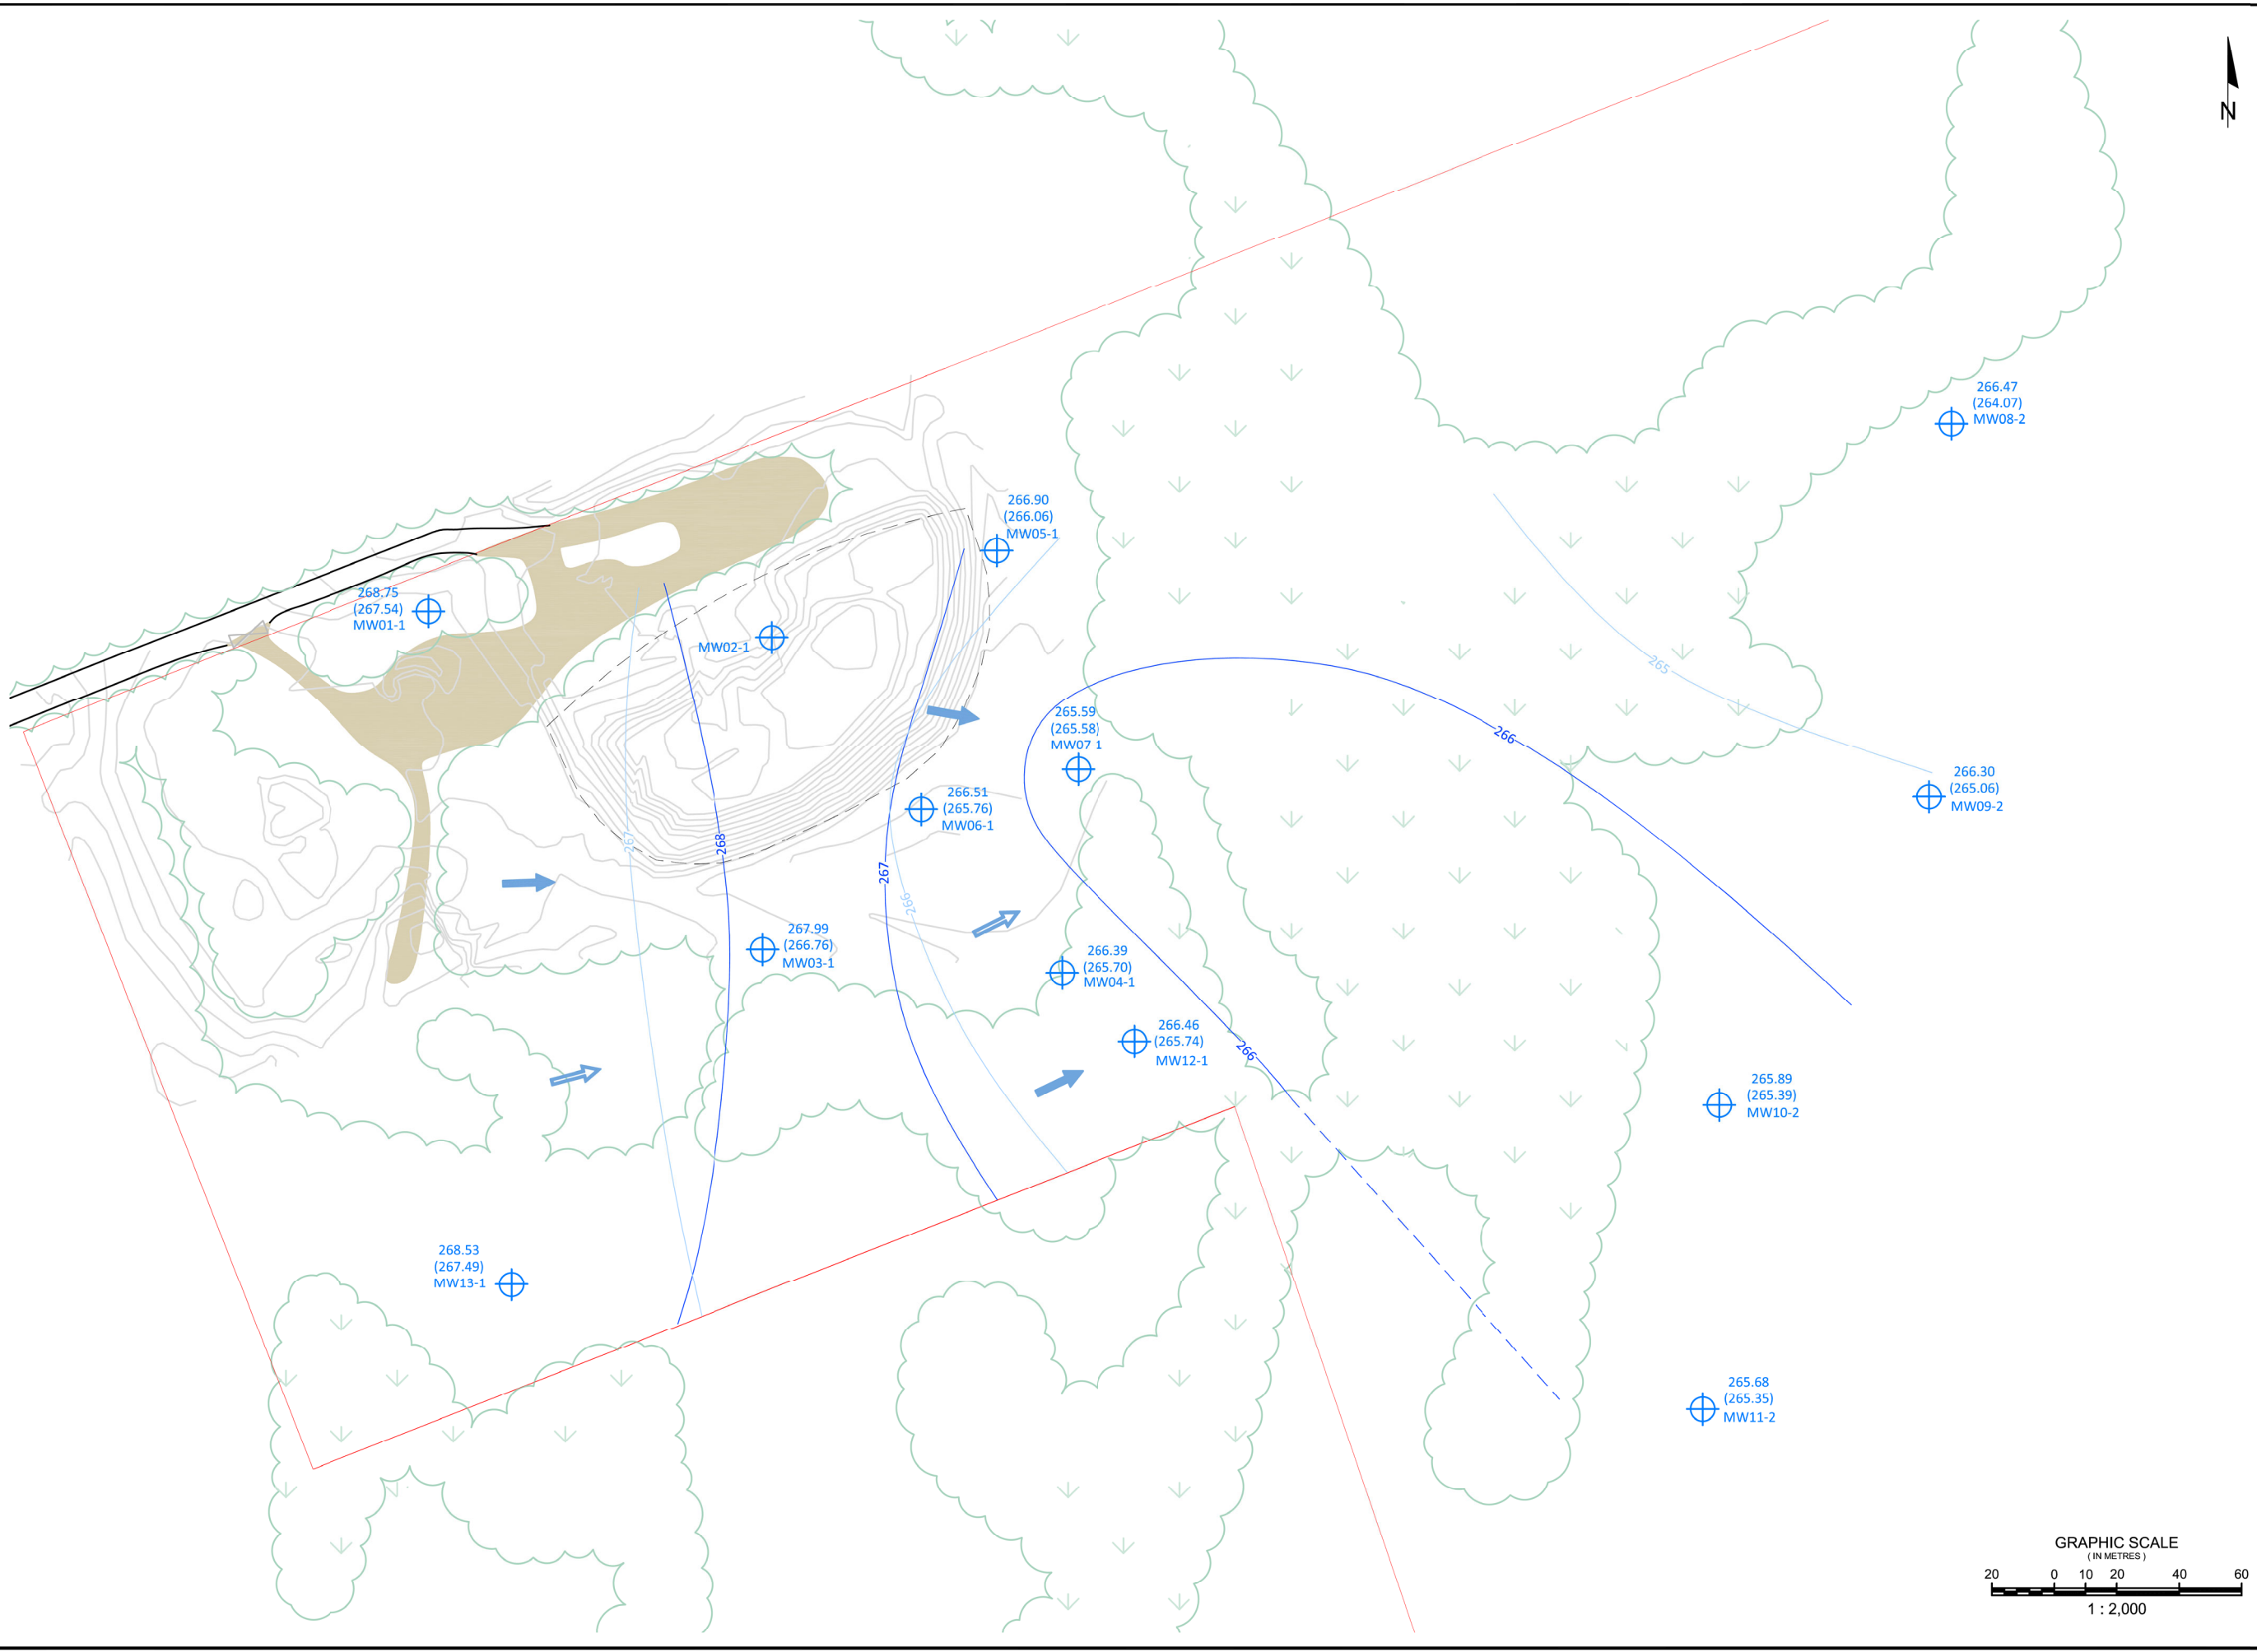 N
266.47
(264.07)
MW08-2
266.90
(266.06)
MW05-1
268.75
(267.54)
MW01-1
MW02-1
265
265.59
(265.58)
MW07 1
266
266.30
(265.06)
MW09-2
266.51
(265.76)
MW06-1
267
268
267
266
267.99
(266.76)
MW03-1
266.39
(265.70)
MW04-1
266.46
(265.74)
MW12-1
266
265.89
(265.39)
MW10-2
268.53
(267.49)
MW13-1
265.68
(265.35)
MW11-2
GRAPHIC SCALE
( IN METRES )
20 0 10 20 40 60
1 : 2,000